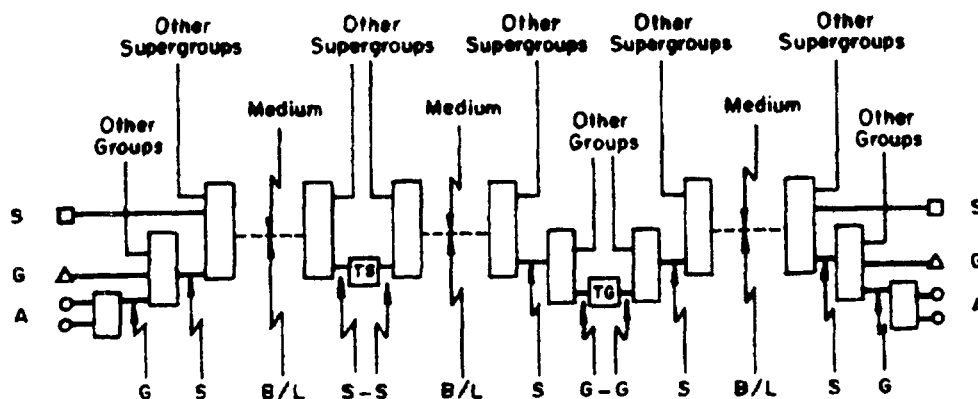 Other
Supergroups
Other
Supergroups
Other
Supergroups
Other
Supergroups
Other
Supergroups
Medium
Medium
Medium
Other
Groups
Other
Groups
Other
Groups
S
S
G
TS
G
TG
A
A
G
S
B/L
S-S
B/L
S
G-G
S
B/L
S
G